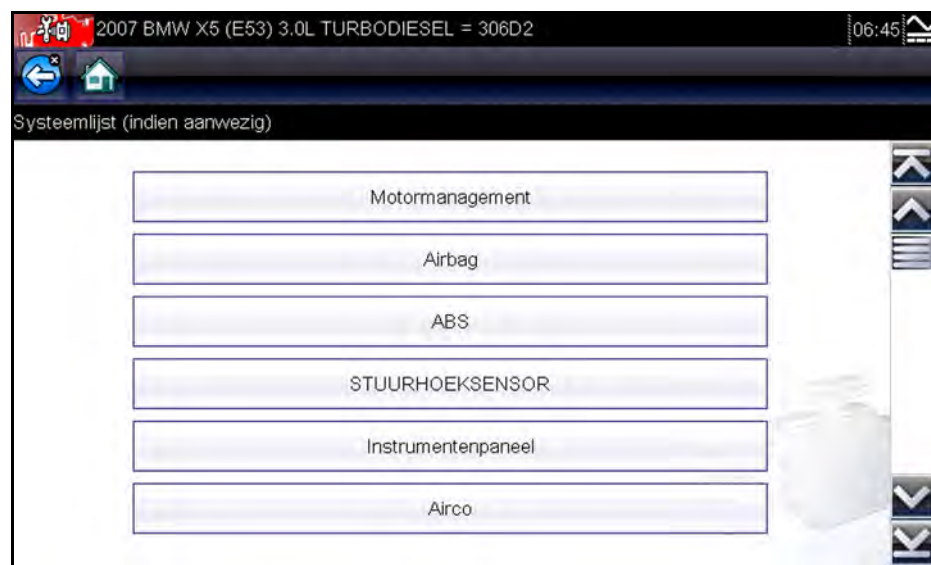 2007 BMW X5 (E53) 3.0L TURBODIESEL = 306D2
06:45
Systeemlijst (indien aanwezig)
Motormanagement
Airbag
ABS
STUURHOEKSENSOR
Instrumentenpaneel
Airco